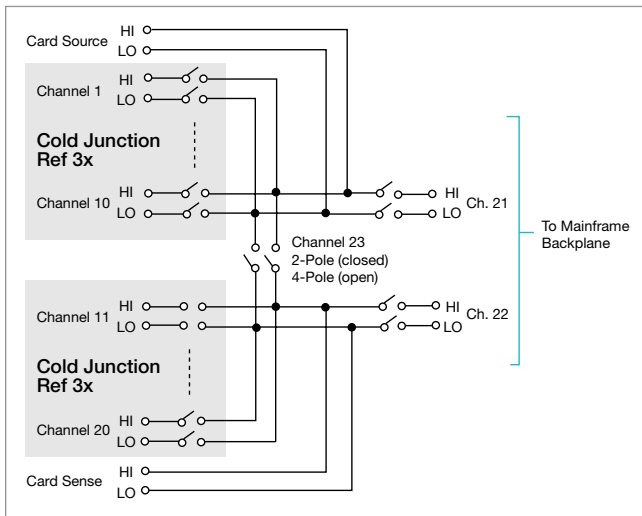 Card Source HI
LO
Channel 1 HI
LO
Cold Junction
Ref 3x
Channel 10 HI
LO
HI
LO
Ch. 21
Channel 23
2-Pole (closed)
4-Pole (open)
To Mainframe
Backplane
Channel 11 HI
LO
HI
LO
Ch. 22
Cold Junction
Ref 3x
Channel 20 HI
LO
Card Sense HI
LO